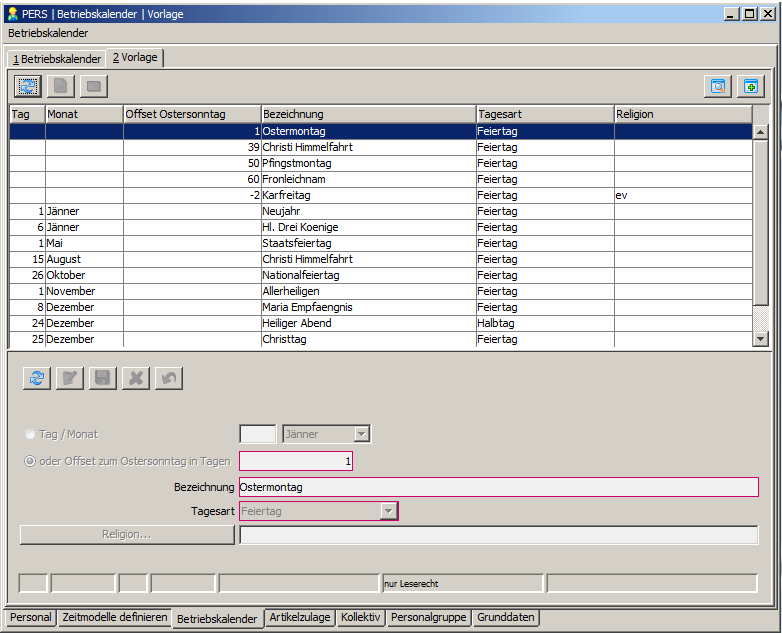 PERS | Betriebskalender | Vorlage
Betriebskalender
1 Betriebskalender 2 Vorlage
Tag Monat Offset Ostersonntag Bezeichnung Tagesart Religion
1 Ostermontag Feiertag
39 Christi Himmelfahrt Feiertag
50 Pfingstmontag Feiertag
60 Fronleichnam Feiertag
-2 Karfreitag Feiertag ev
1 Jänner Neujahr Feiertag
6 Jänner Hl. Drei Koenige Feiertag
1 Mai Staatsfeiertag Feiertag
15 August Christi Himmelfahrt Feiertag
26 Oktober Nationalfeiertag Feiertag
1 November Allerheiligen Feiertag
8 Dezember Maria Empfaengnis Feiertag
24 Dezember Heiliger Abend Halbtag
25 Dezember Christtag Feiertag
Tag / Monat Jänner
oder Offset zum Ostersonntag in Tagen 1
Bezeichnung Ostermontag
Tagesart Feiertag
Religion...
nur Leserecht
Personal Zeitmodelle definieren Betriebskalender Artikelzulage Kollektiv Personalgruppe Grunddaten